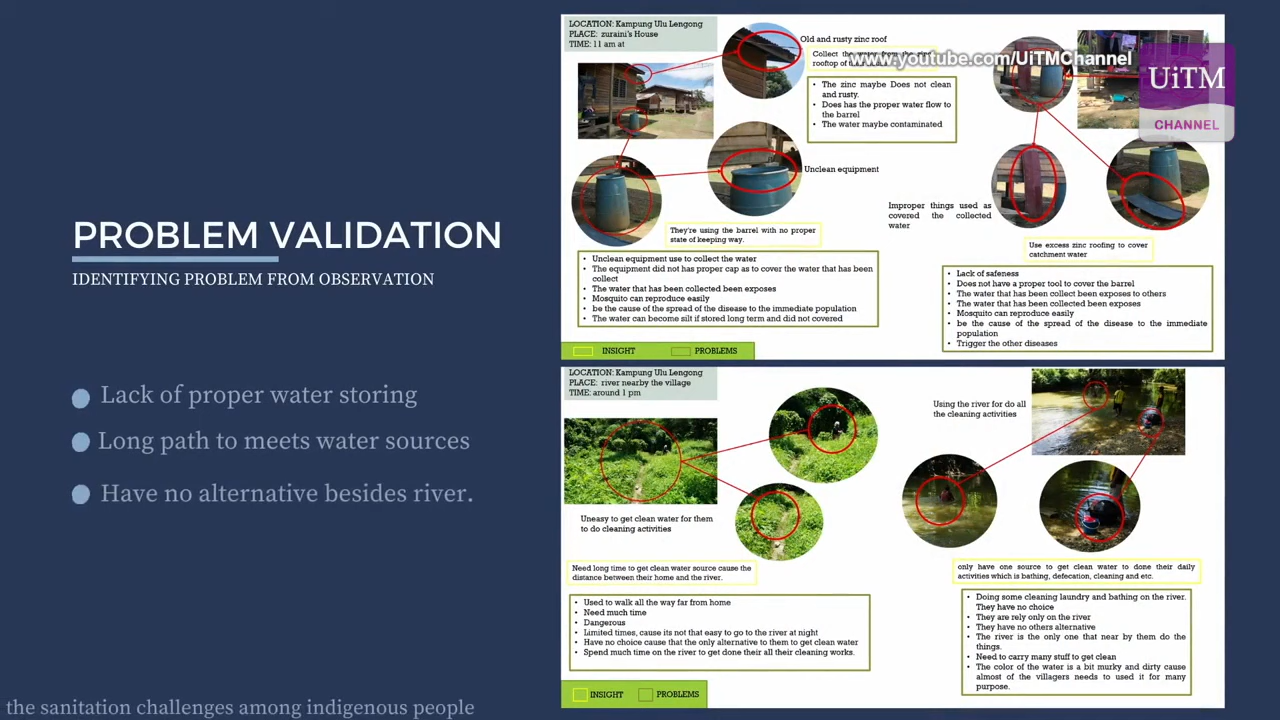 PROBLEM VALIDATION
IDENTIFYING PROBLEM FROM OBSERVATION
Lack of proper water storing
Long path to meets water sources
Have no alternative besides river.
the sanitation challenges among indigenous people
LOCATION: Kampung Ulu Lengong
PLACE: zuraini's House
TIME: 11 am at
Old and rusty zinc roof
Collect the water from the zinc
rooftop of
www.youtube.com/UiTMChannel
UiTM
CHANNEL
• The zinc maybe Does not clean
and rusty.
• Does has the proper water flow to
the barrel
• The water maybe contaminated
Unclean equipment
They're using the barrel with no proper
state of keeping way.
• Unclean equipment use to collect the water
• The equipment did not has proper cap as to cover the water that has been
collect
• The water that has been collected been exposes
• Mosquito can reproduce easily
• be the cause of the spread of the disease to the immediate population
• The water can become silt if stored long term and did not covered
Improper things used as
covered the collected
water
Use excess zinc roofing to cover
catchment water
• Lack of safeness
• Does not have a proper tool to cover the barrel
• The water that has been collect been exposes to others
• The water that has been collected been exposes
• Mosquito can reproduce easily
• be the cause of the spread of the disease to the immediate
population
• Trigger the other diseases
INSIGHT PROBLEMS
LOCATION: Kampung Ulu Lengong
PLACE: river nearby the village
TIME: around 1 pm
Uneasy to get clean water for them
to do cleaning activities
Need long time to get clean water source cause the
distance between their home and the river.
• Used to walk all the way far from home
• Need much time
• Dangerous
• Limited times, cause its not that easy to go to the river at night
• Have no choice cause that the only alternative to them to get clean water
• Spend much time on the river to get done their all their cleaning works.
Using the river for do all
the cleaning activities
only have one source to get clean water to done their daily
activities which is bathing, defecation, cleaning and etc.
• Doing some cleaning laundry and bathing on the river.
They have no choice
• They are rely only on the river
• They have no others alternative
• The river is the only one that near by them do the
things.
• Need to carry many stuff to get clean
• The color of the water is a bit murky and dirty cause
almost of the villagers needs to used it for many
purpose.
INSIGHT PROBLEMS